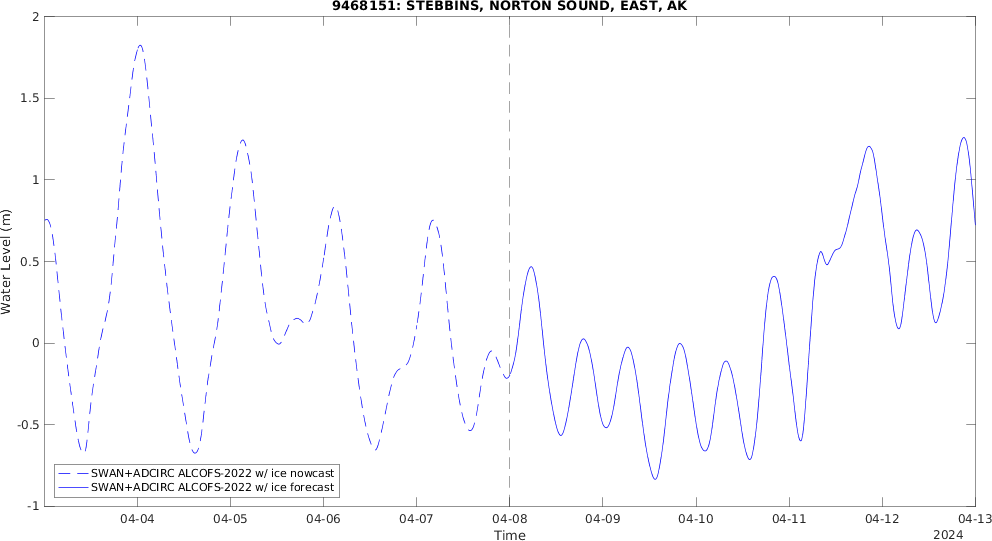 9468151: STEBBINS, NORTON SOUND, EAST, AK
2
1.5
1
0.5
0
-0.5
-1
Water Level (m)
SWAN+ADCIRC ALCOFS-2022 w/ ice nowcast
SWAN+ADCIRC ALCOFS-2022 w/ ice forecast
04-04 04-05 04-06 04-07 04-08 04-09 04-10 04-11 04-12 04-13
Time
2024